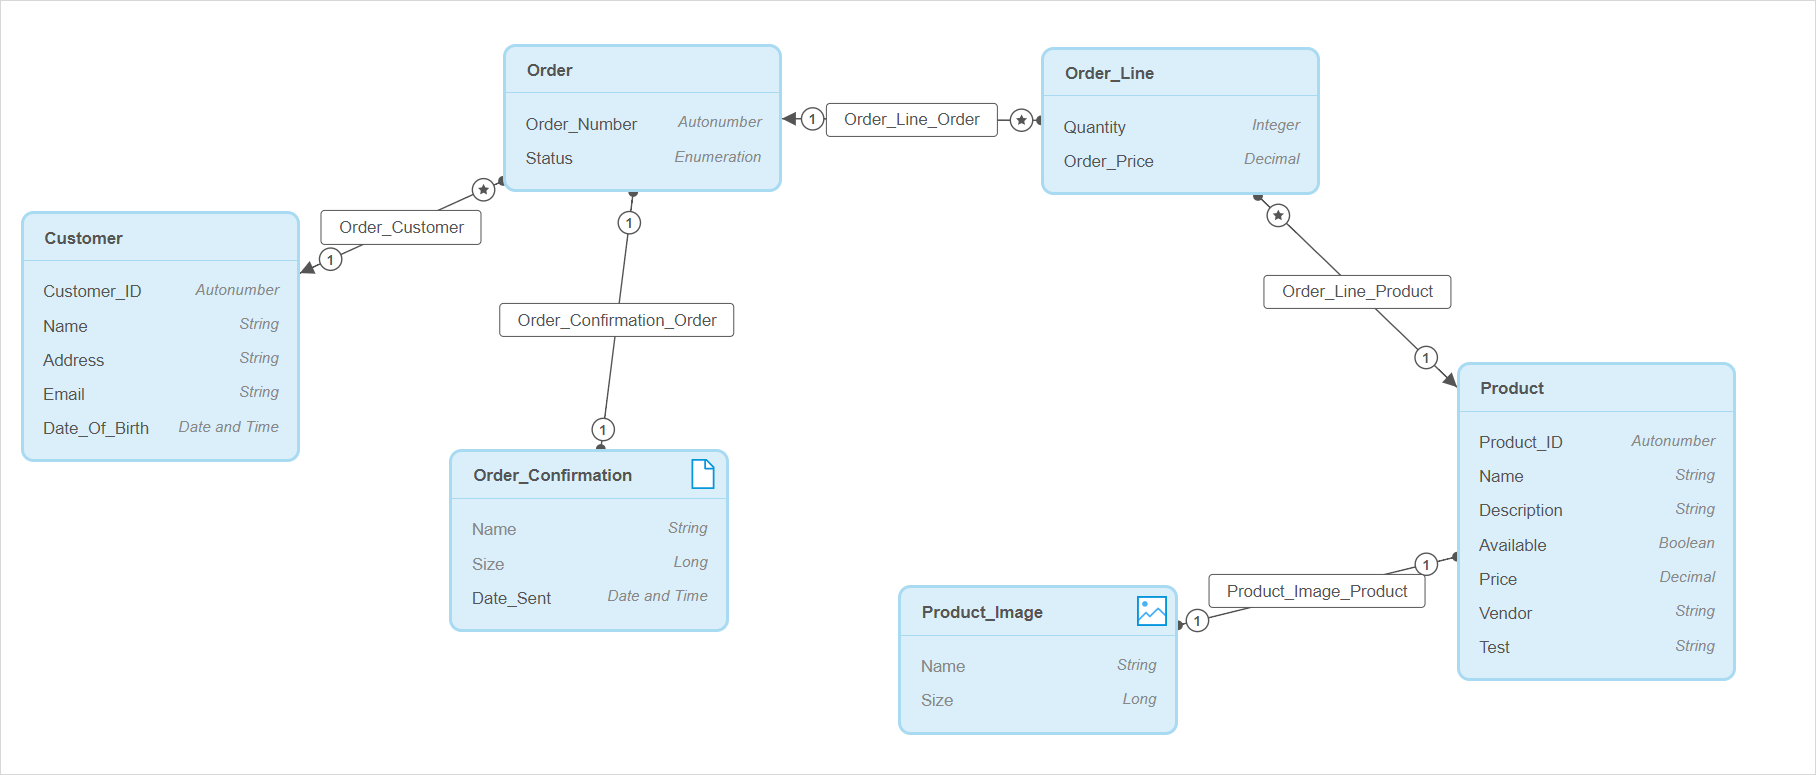 Order
Order_Number Autonumber
Status Enumeration
Order_Line
Quantity Integer
Order_Price Decimal
1 Order_Line_Order
Order_Customer
1
Customer
Customer_ID Autonumber
Name String
Address String
Email String
Date_Of_Birth Date and Time
1
Order_Confirmation_Order
1
Order_Confirmation
Name String
Size Long
Date_Sent Date and Time
Order_Line_Product
1
Product
Product_ID Autonumber
Name String
Description String
Available Boolean
Price Decimal
Vendor String
Test String
1
Product_Image_Product
1
Product_Image
Name String
Size Long